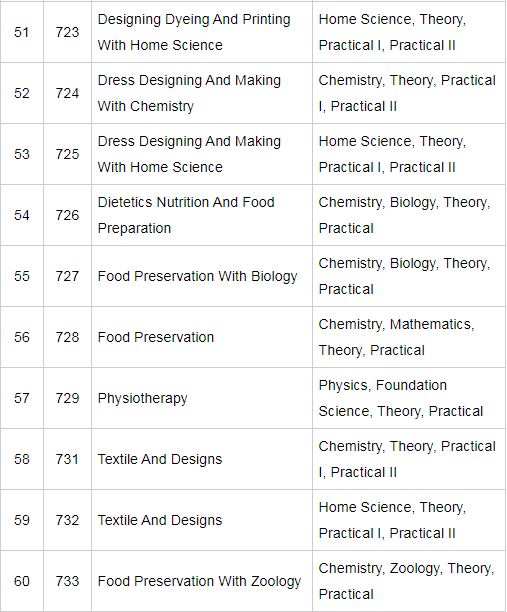 51 723 Designing Dyeing And Printing With Home Science Home Science, Theory, Practical I, Practical II
52 724 Dress Designing And Making With Chemistry Chemistry, Theory, Practical I, Practical II
53 725 Dress Designing And Making With Home Science Home Science, Theory, Practical I, Practical II
54 726 Dietetics Nutrition And Food Preparation Chemistry, Biology, Theory, Practical
55 727 Food Preservation With Biology Chemistry, Biology, Theory, Practical
56 728 Food Preservation Chemistry, Mathematics, Theory, Practical
57 729 Physiotherapy Physics, Foundation Science, Theory, Practical
58 731 Textile And Designs Chemistry, Theory, Practical I, Practical II
59 732 Textile And Designs Home Science, Theory, Practical I, Practical II
60 733 Food Preservation With Zoology Chemistry, Zoology, Theory, Practical